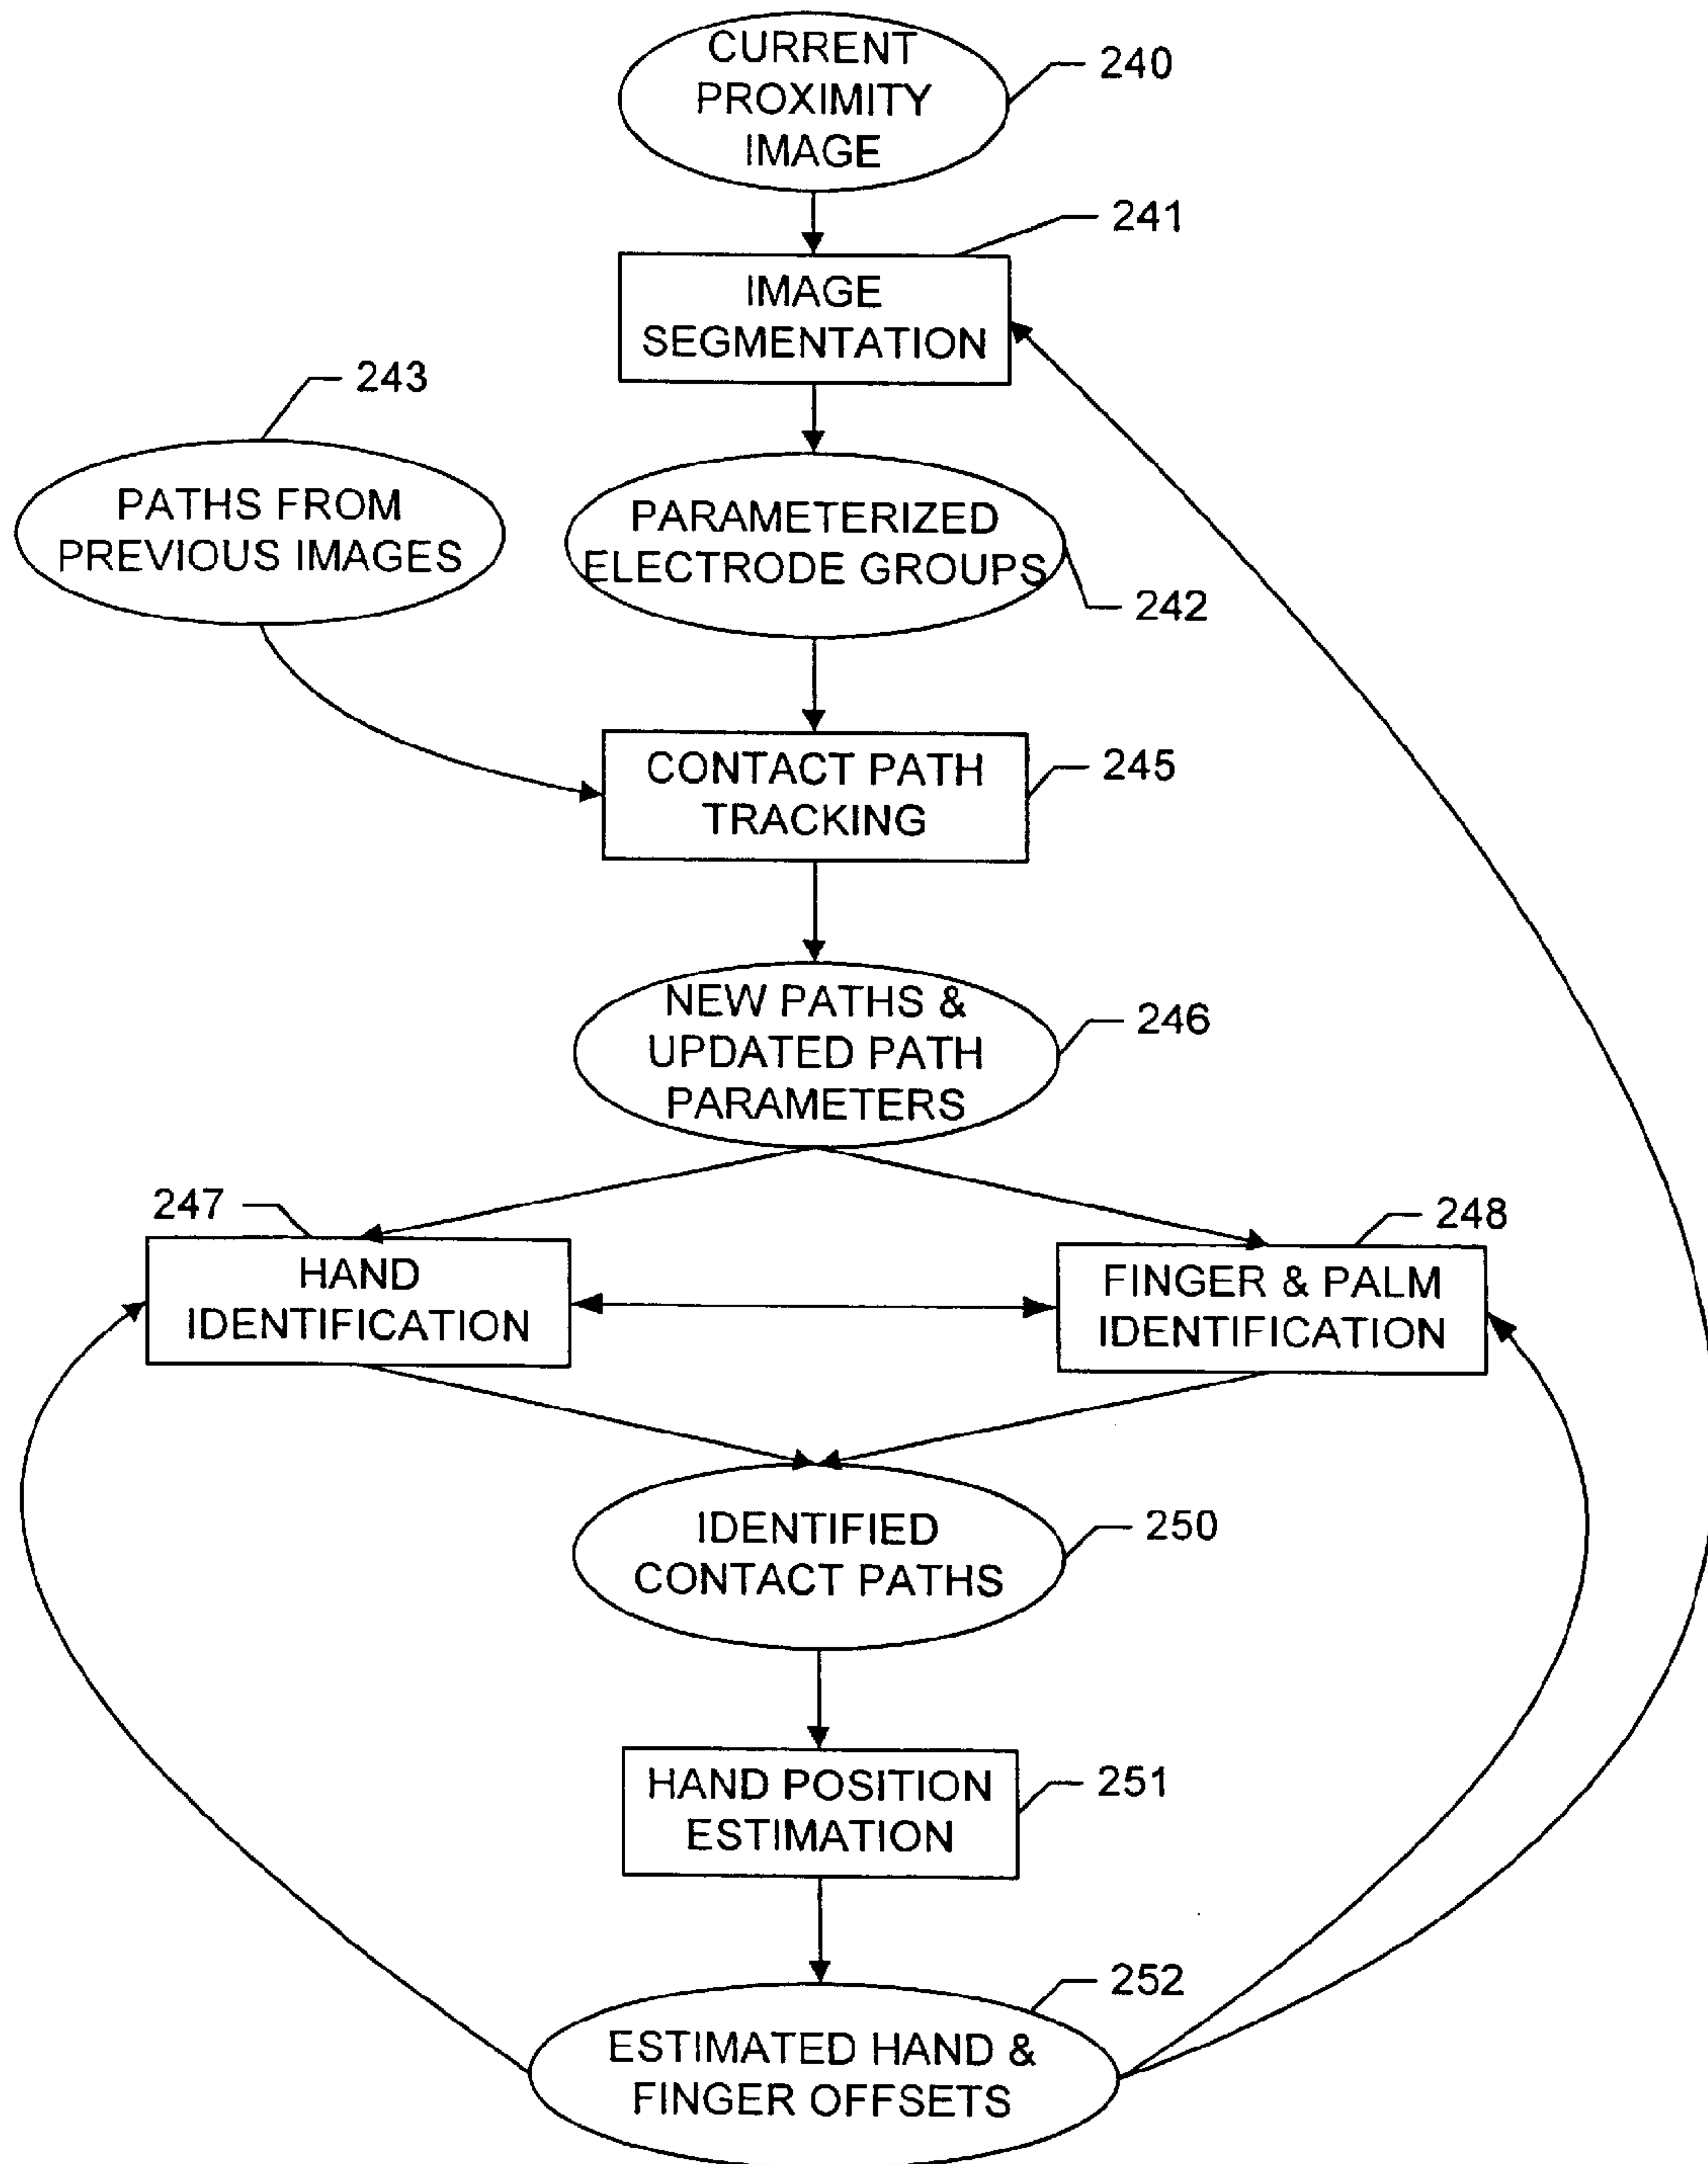 CURRENT
PROXIMITY
IMAGE
240
241
IMAGE
SEGMENTATION
243
PATHS FROM
PREVIOUS IMAGES
PARAMETERIZED
ELECTRODE GROUPS
242
CONTACT PATH
TRACKING
245
NEW PATHS &
UPDATED PATH
PARAMETERS
246
247
HAND
IDENTIFICATION
248
FINGER & PALM
IDENTIFICATION
IDENTIFIED
CONTACT PATHS
250
HAND POSITION
ESTIMATION
251
252
ESTIMATED HAND &
FINGER OFFSETS